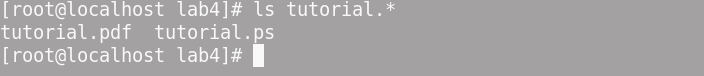 [root@localhost lab4]# ls tutorial.*
tutorial.pdf  tutorial.ps
[root@localhost lab4]#